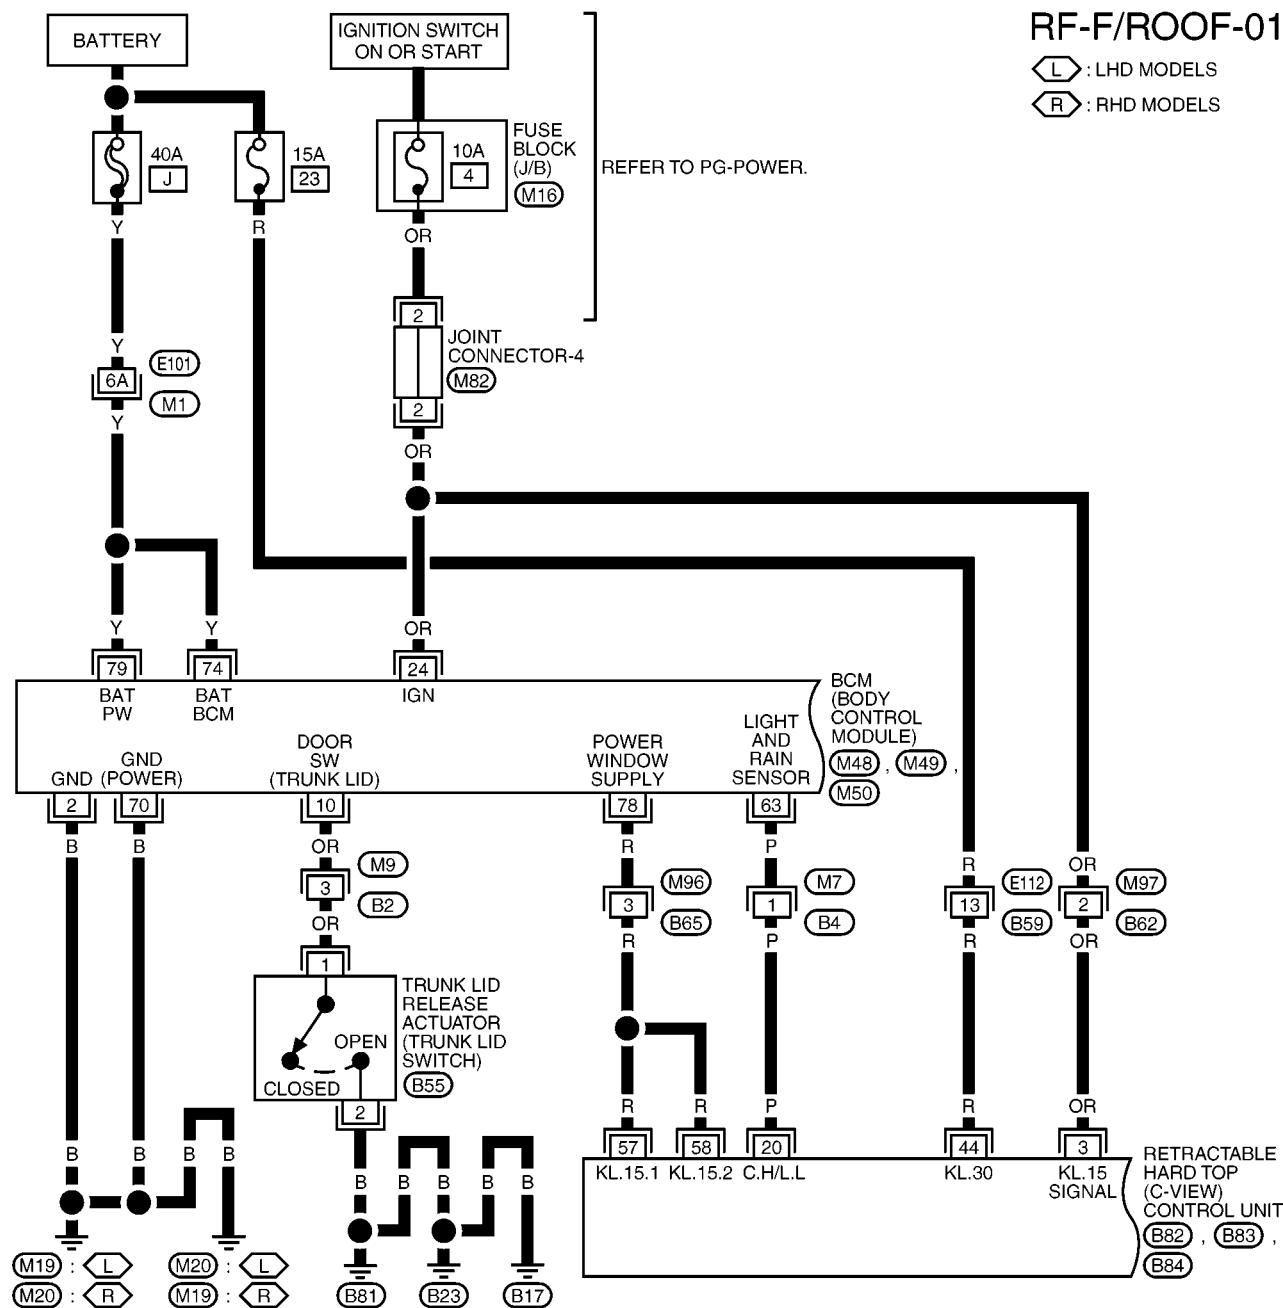 RF-F/ROOF-01
L : LHD MODELS
R : RHD MODELS
BATTERY
IGNITION SWITCH
ON OR START
40A
J
15A
23
10A
4
FUSE
BLOCK
(J/B)
M16
REFER TO PG-POWER.
Y
R
OR
2
JOINT
CONNECTOR-4
M82
2
OR
Y
6A
E101
M1
Y
Y
Y
OR
79
74
24
BAT
PW
BAT
BCM
IGN
BCM
(BODY
CONTROL
MODULE)
M48 , M49 ,
M50
GND
GND
(POWER)
DOOR
SW
(TRUNK LID)
POWER
WINDOW
SUPPLY
LIGHT
AND
RAIN
SENSOR
2
70
10
78
63
B
B
OR
R
P
R
OR
3
M9
B2
3
M96
B65
1
M7
B4
13
E112
B59
2
M97
B62
OR
R
P
R
OR
1
TRUNK LID
RELEASE
ACTUATOR
(TRUNK LID
SWITCH)
B55
OPEN
CLOSED
2
R
R
P
R
OR
57
58
20
44
3
KL.15.1
KL.15.2
C.H/L.L
KL.30
KL.15
SIGNAL
RETRACTABLE
HARD TOP
(C-VIEW)
CONTROL UNIT
B82 , B83 ,
B84
B
B
B
B
B
B
B
B
B
M19 : L
M20 : R
M20 : L
M19 : R
B81
B23
B17